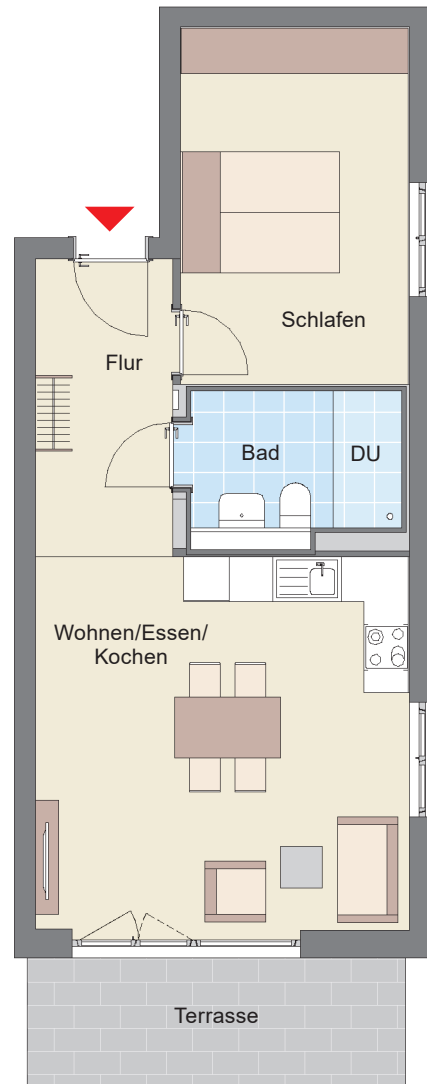 Schlafen
Flur
Bad
DU
Wohnen/Essen/
Kochen
Terrasse